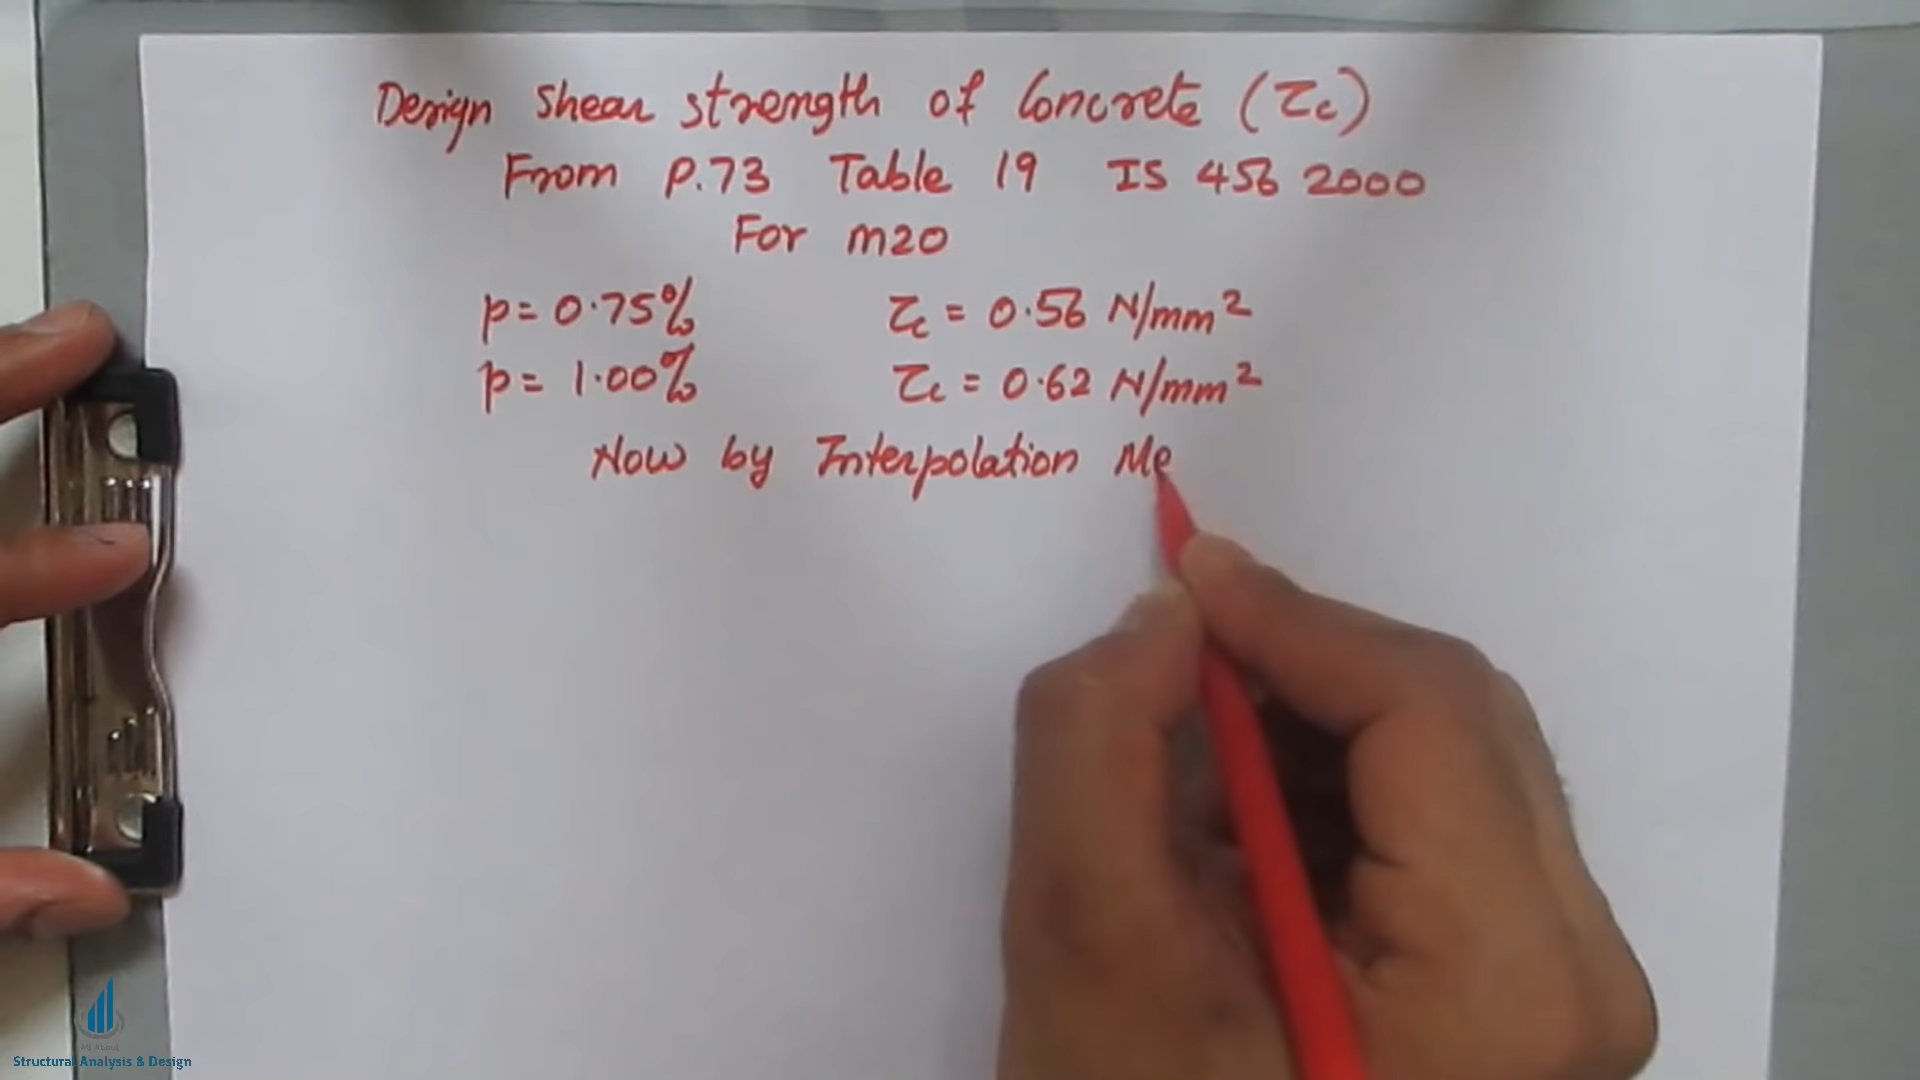 Design Shear strength of Concrete (τc)
From P.73 Table 19 IS 456 2000
For m20
p = 0.75% τc = 0.56 N/mm²
p = 1.00% τc = 0.62 N/mm²
Now by Interpolation Me
Structural Analysis & Design